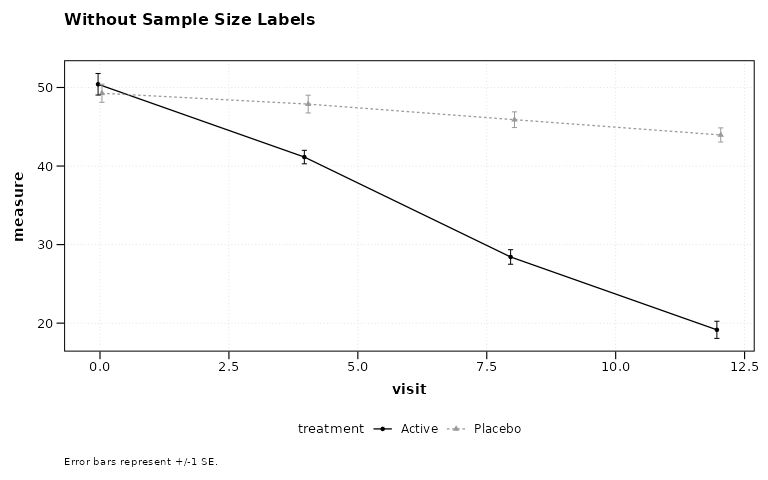 Without Sample Size Labels
50
40
30
20
measure
0.0 2.5 5.0 7.5 10.0 12.5
visit
treatment Active Placebo
Error bars represent +/-1 SE.